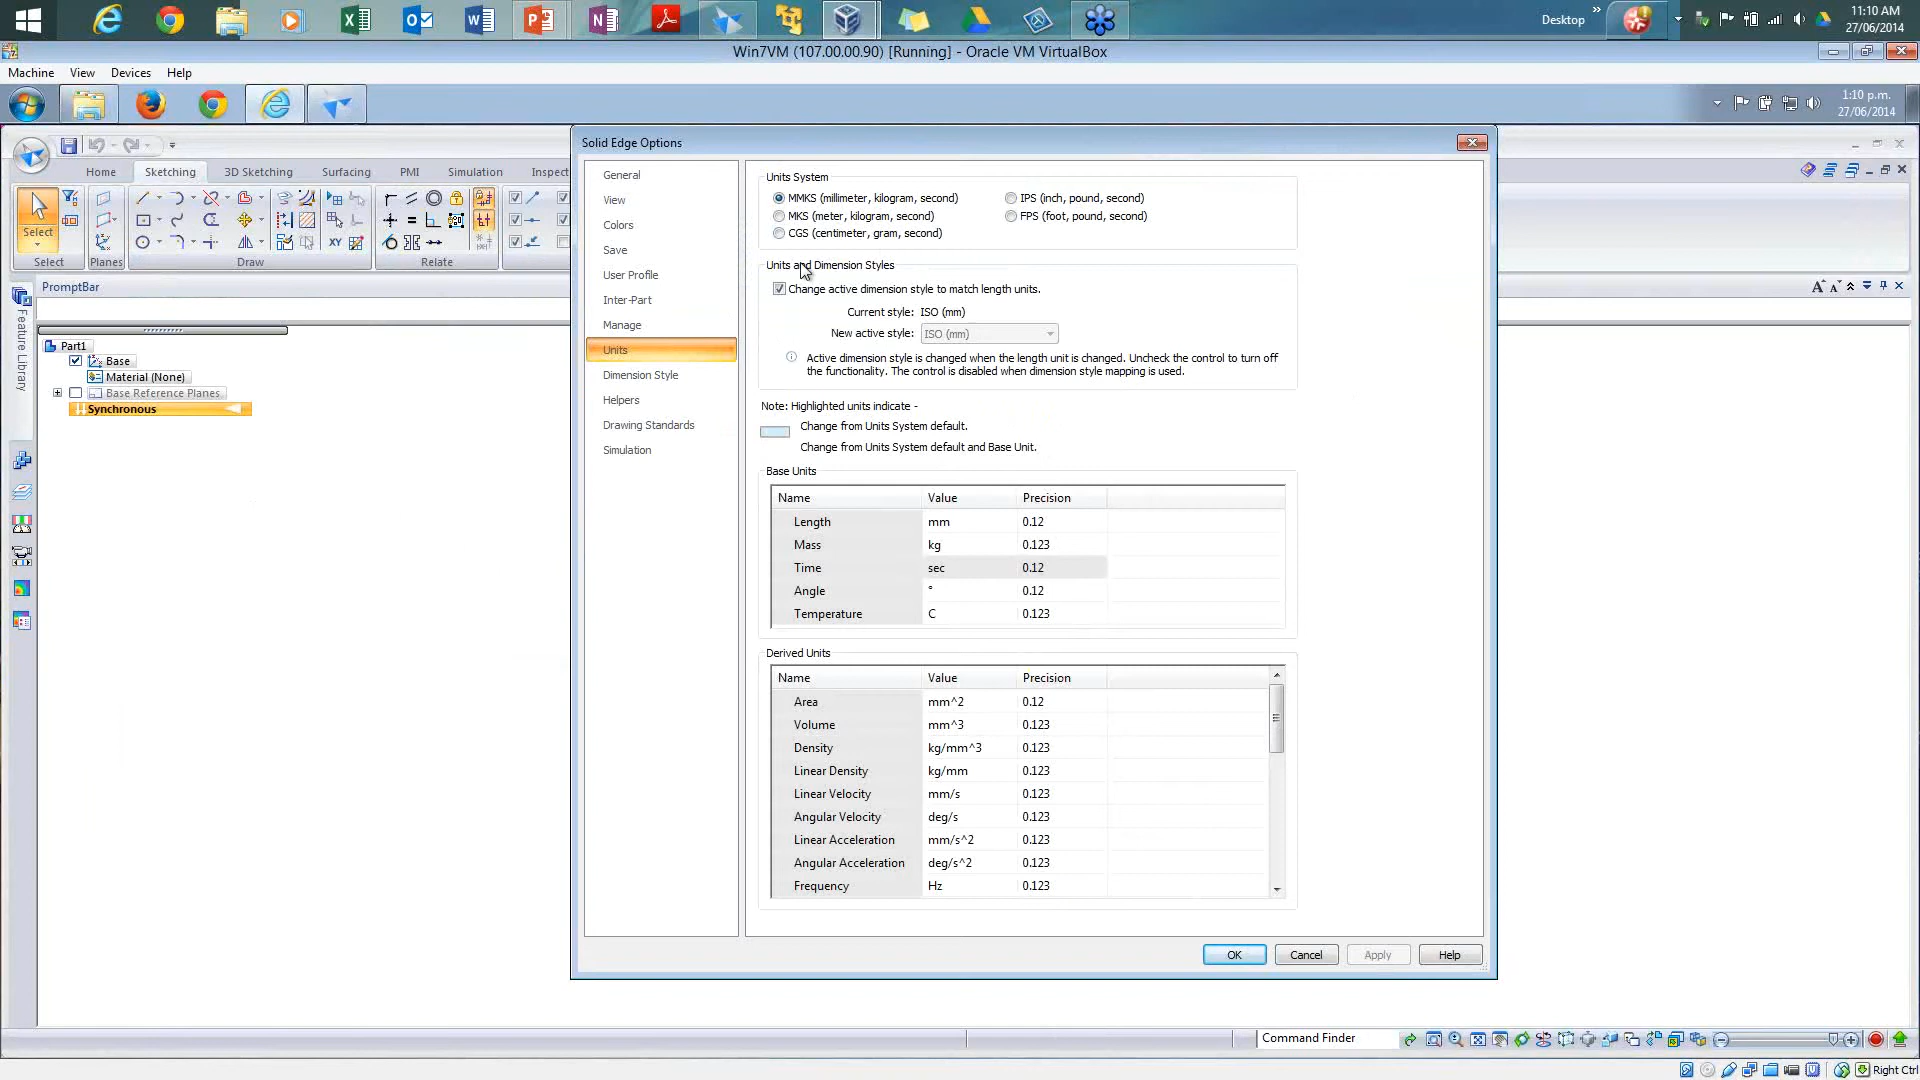 Desktop
11:10 AM
27/06/2014
Win7VM (107.00.00.90) [Running] - Oracle VM VirtualBox
Machine View Devices Help
1:10 p.m.
27/06/2014
Home Sketching 3D Sketching Surfacing PMI Simulation Inspect
Select
Select Planes Draw Relate
PromptBar
Feature Library
Part1
Base
Material (None)
Base Reference Planes
Synchronous
Solid Edge Options
General
View
Colors
Save
User Profile
Inter-Part
Manage
Units
Dimension Style
Helpers
Drawing Standards
Simulation
Units System
MMKS (millimeter, kilogram, second) IPS (inch, pound, second)
MKS (meter, kilogram, second) FPS (foot, pound, second)
CGS (centimeter, gram, second)
Units and Dimension Styles
Change active dimension style to match length units.
Current style: ISO (mm)
New active style: ISO (mm)
Active dimension style is changed when the length unit is changed. Uncheck the control to turn off
the functionality. The control is disabled when dimension style mapping is used.
Note: Highlighted units indicate -
Change from Units System default.
Change from Units System default and Base Unit.
Base Units
Name Value Precision
Length mm 0.12
Mass kg 0.123
Time sec 0.12
Angle ° 0.12
Temperature C 0.123
Derived Units
Name Value Precision
Area mm^2 0.12
Volume mm^3 0.123
Density kg/mm^3 0.123
Linear Density kg/mm 0.123
Linear Velocity mm/s 0.123
Angular Velocity deg/s 0.123
Linear Acceleration mm/s^2 0.123
Angular Acceleration deg/s^2 0.123
Frequency Hz 0.123
OK Cancel Apply Help
Command Finder
Right Ctrl